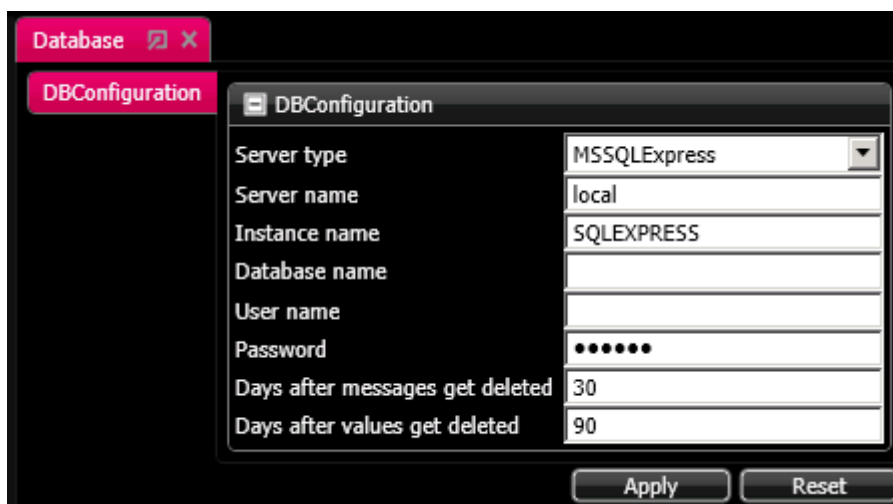 Database
DBConfiguration
DBConfiguration
Server type MSSQLExpress
Server name local
Instance name SQLEXPRESS
Database name
User name
Password ●●●●●●
Days after messages get deleted 30
Days after values get deleted 90
Apply Reset